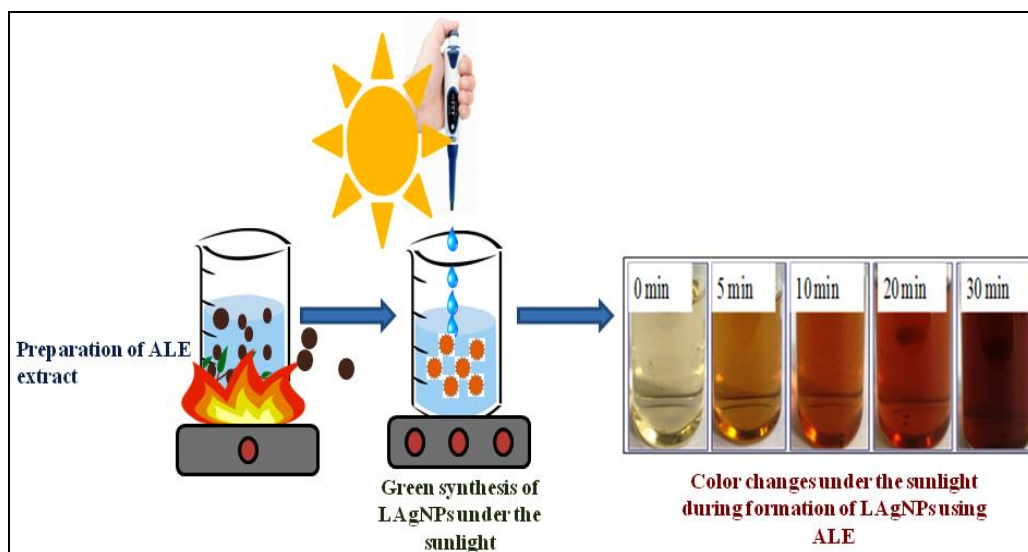 Preparation of ALE
extract
Green synthesis of
LAgNPs under the
sunlight
0 min
5 min
10 min
20 min
30 min
Color changes under the sunlight
during formation of LAgNPs using
ALE